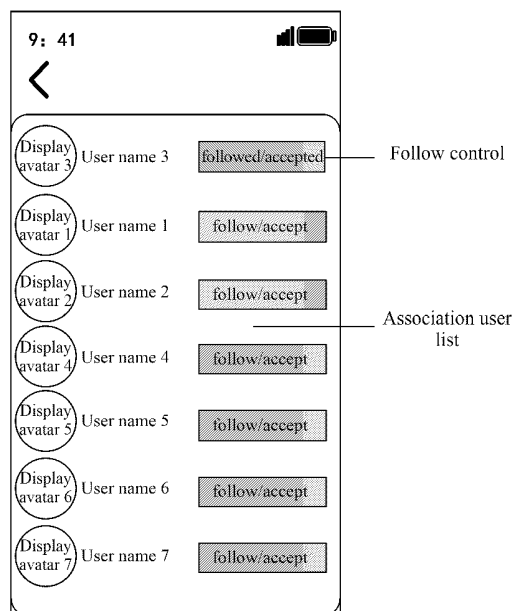 9: 41
Display
avatar 3
User name 3
followed/accepted
Follow control
Display
avatar 1
User name 1
follow/accept
Display
avatar 2
User name 2
follow/accept
Association user
list
Display
avatar 4
User name 4
follow/accept
Display
avatar 5
User name 5
follow/accept
Display
avatar 6
User name 6
follow/accept
Display
avatar 7
User name 7
follow/accept